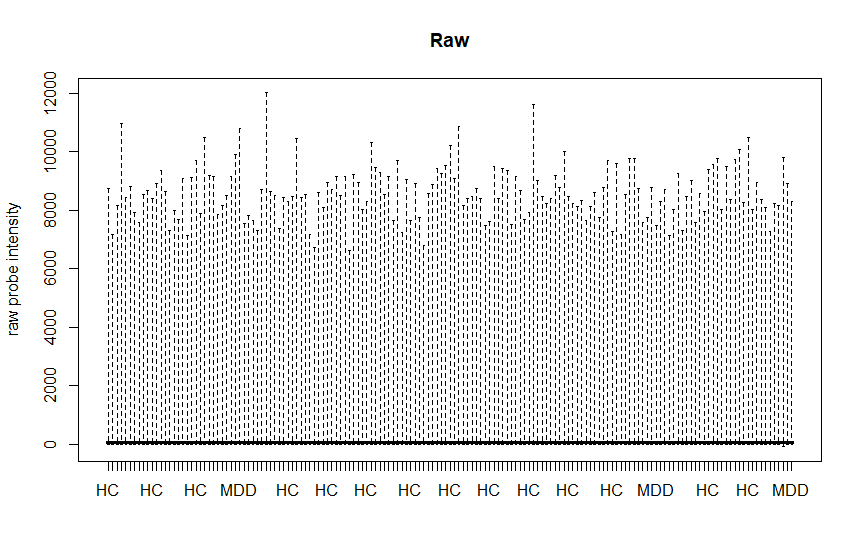 Raw
raw probe intensity
12000
10000
8000
6000
4000
2000
0
HC HC HC MDD HC HC HC HC HC HC HC HC HC MDD HC HC MDD